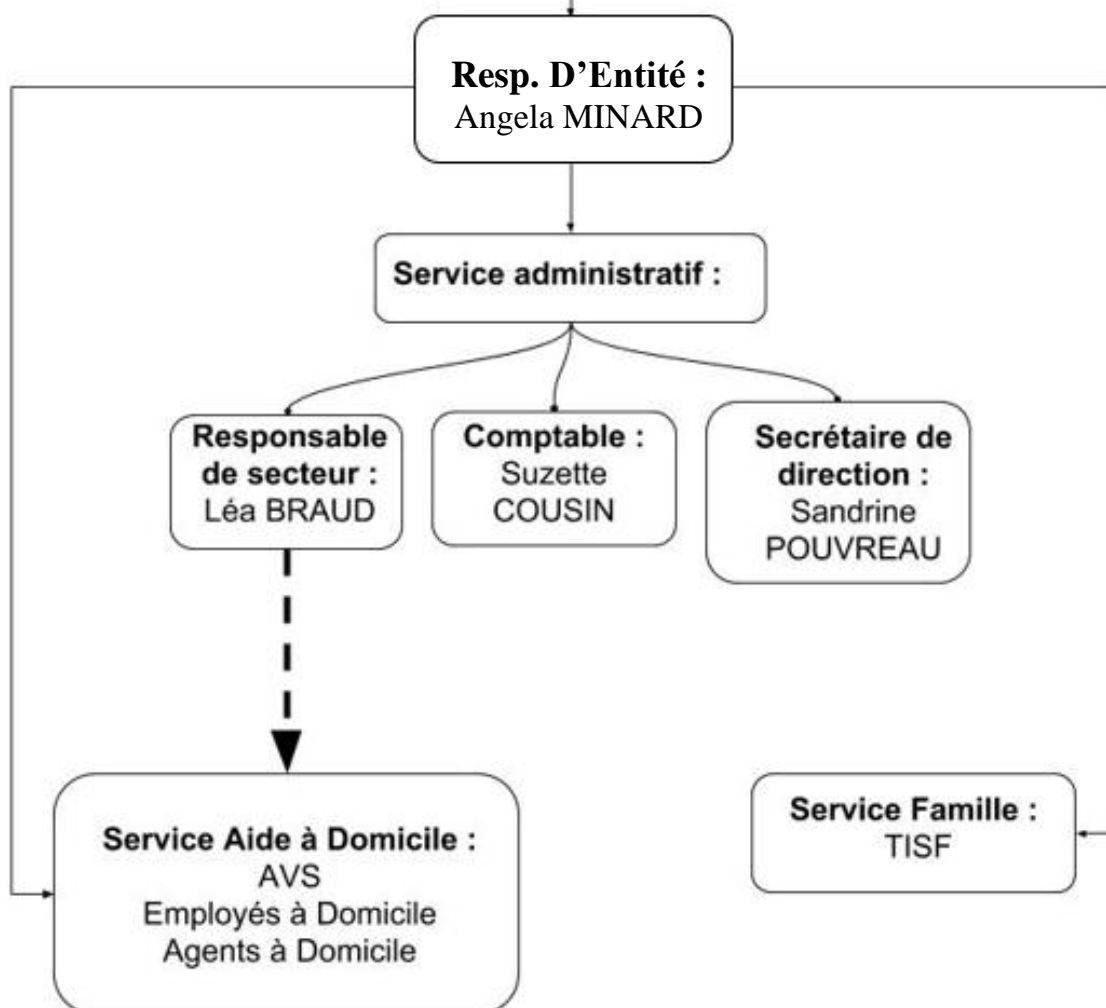 Resp. D’Entité :
Angela MINARD
Service administratif :
Responsable
de secteur :
Léa BRAUD
Comptable :
Suzette
COUSIN
Secrétaire de
direction :
Sandrine
POUVREAU
Service Aide à Domicile :
AVS
Employés à Domicile
Agents à Domicile
Service Famille :
TISF